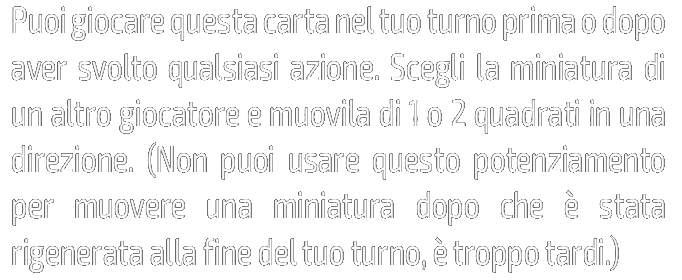 Puoi giocare questa carta nel tuo turno prima o dopo
aver svolto qualsiasi azione. Scegli la miniatura di
un altro giocatore e muovila di 1 o 2 quadrati in una
direzione. (Non puoi usare questo potenziamento
per muovere una miniatura dopo che è stata
rigenerata alla fine del tuo turno, è troppo tardi.)